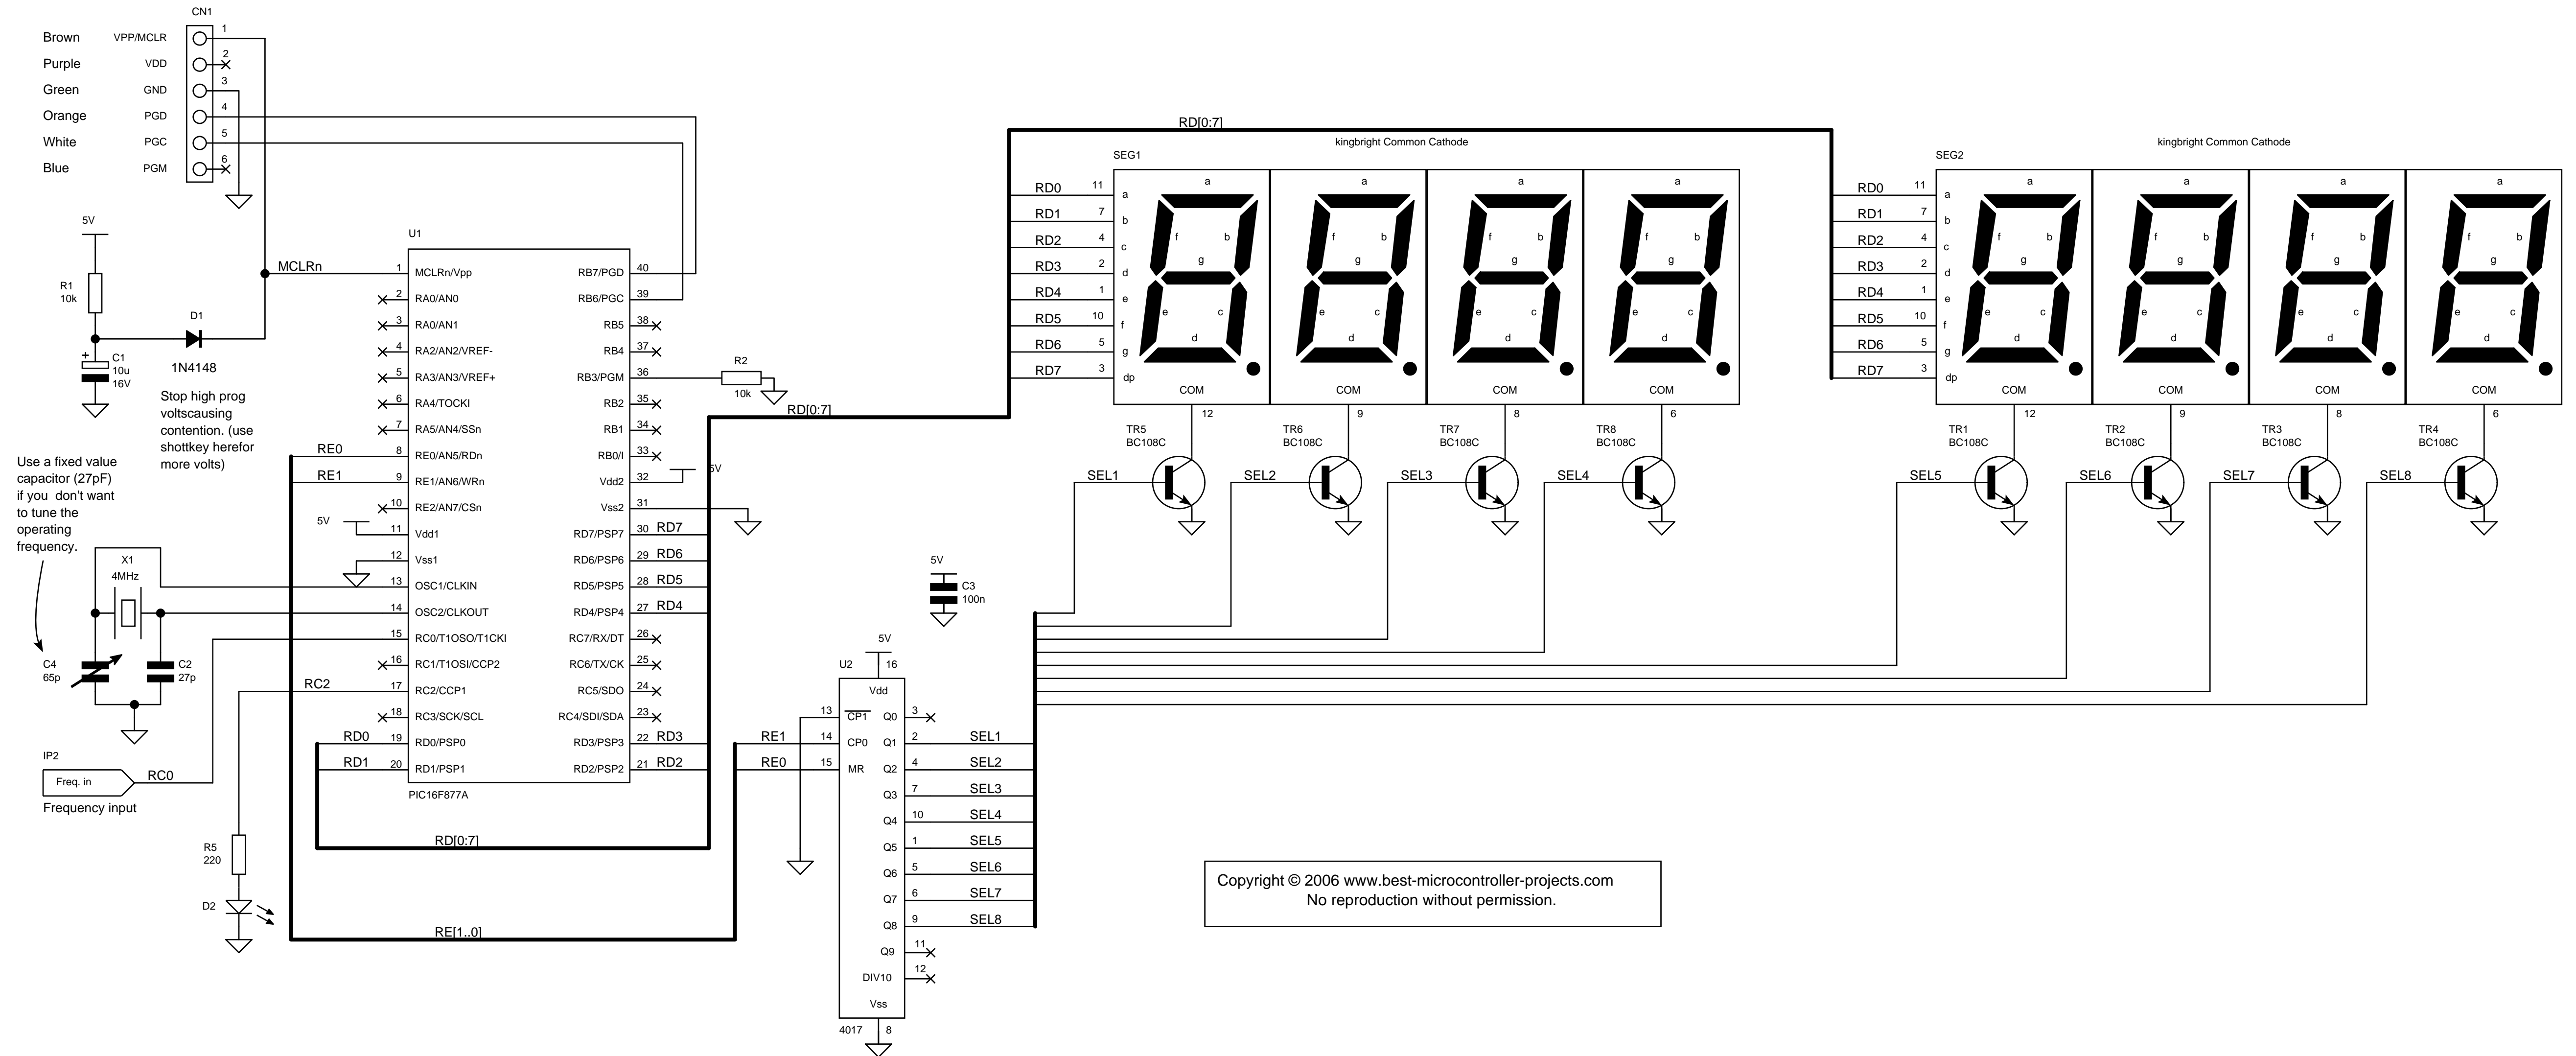 CN1
Brown VPP/MCLR 1
Purple VDD 2
Green GND 3
Orange PGD 4
White PGC 5
Blue PGM 6
5V
R1
10k
C1
10u
16V
+
D1
1N4148
Stop high prog
voltscausing
contention. (use
shottkey herefor
more volts)
MCLRn
Use a fixed value
capacitor (27pF)
if you don't want
to tune the
operating
frequency.
X1
4MHz
C4
65p
C2
27p
IP2
Freq. in
Frequency input
RC0
RC2
R5
220
D2
RE0
RE1
5V
RD0
RD1
RD[0:7]
RE[1..0]
U1
1 MCLRn/Vpp RB7/PGD 40
2 RA0/AN0 RB6/PGC 39
3 RA0/AN1 RB5 38
4 RA2/AN2/VREF- RB4 37
5 RA3/AN3/VREF+ RB3/PGM 36
6 RA4/TOCKI RB2 35
7 RA5/AN4/SSn RB1 34
8 RE0/AN5/RDn RB0/I 33
9 RE1/AN6/WRn Vdd2 32
10 RE2/AN7/CSn Vss2 31
11 Vdd1 RD7/PSP7 30 RD7
12 Vss1 RD6/PSP6 29 RD6
13 OSC1/CLKIN RD5/PSP5 28 RD5
14 OSC2/CLKOUT RD4/PSP4 27 RD4
15 RC0/T1OSO/T1CKI RC7/RX/DT 26
16 RC1/T1OSI/CCP2 RC6/TX/CK 25
17 RC2/CCP1 RC5/SDO 24
18 RC3/SCK/SCL RC4/SDI/SDA 23
19 RD0/PSP0 RD3/PSP3 22 RD3
20 RD1/PSP1 RD2/PSP2 21 RD2
PIC16F877A
R2
10k
5V
RD[0:7]
5V
C3
100n
5V
U2 16
Vdd
13 CP1 Q0 3
RE1 14 CP0 Q1 2 SEL1
RE0 15 MR Q2 4 SEL2
Q3 7 SEL3
Q4 10 SEL4
Q5 1 SEL5
Q6 5 SEL6
Q7 6 SEL7
Q8 9 SEL8
Q9 11
DIV10 12
Vss
4017 8
RD[0:7]
kingbright Common Cathode
SEG1
RD0 11 a
RD1 7 b
RD2 4 c
RD3 2 d
RD4 1 e
RD5 10 f
RD6 5 g
RD7 3 dp
a a a a
f b f b f b f b
g g g g
e c e c e c e c
d d d d
COM COM COM COM
12 9 8 6
TR5 TR6 TR7 TR8
BC108C BC108C BC108C BC108C
SEL1 SEL2 SEL3 SEL4
kingbright Common Cathode
SEG2
RD0 11 a
RD1 7 b
RD2 4 c
RD3 2 d
RD4 1 e
RD5 10 f
RD6 5 g
RD7 3 dp
a a a a
f b f b f b f b
g g g g
e c e c e c e c
d d d d
COM COM COM COM
12 9 8 6
TR1 TR2 TR3 TR4
BC108C BC108C BC108C BC108C
SEL5 SEL6 SEL7 SEL8
Copyright © 2006 www.best-microcontroller-projects.com
No reproduction without permission.